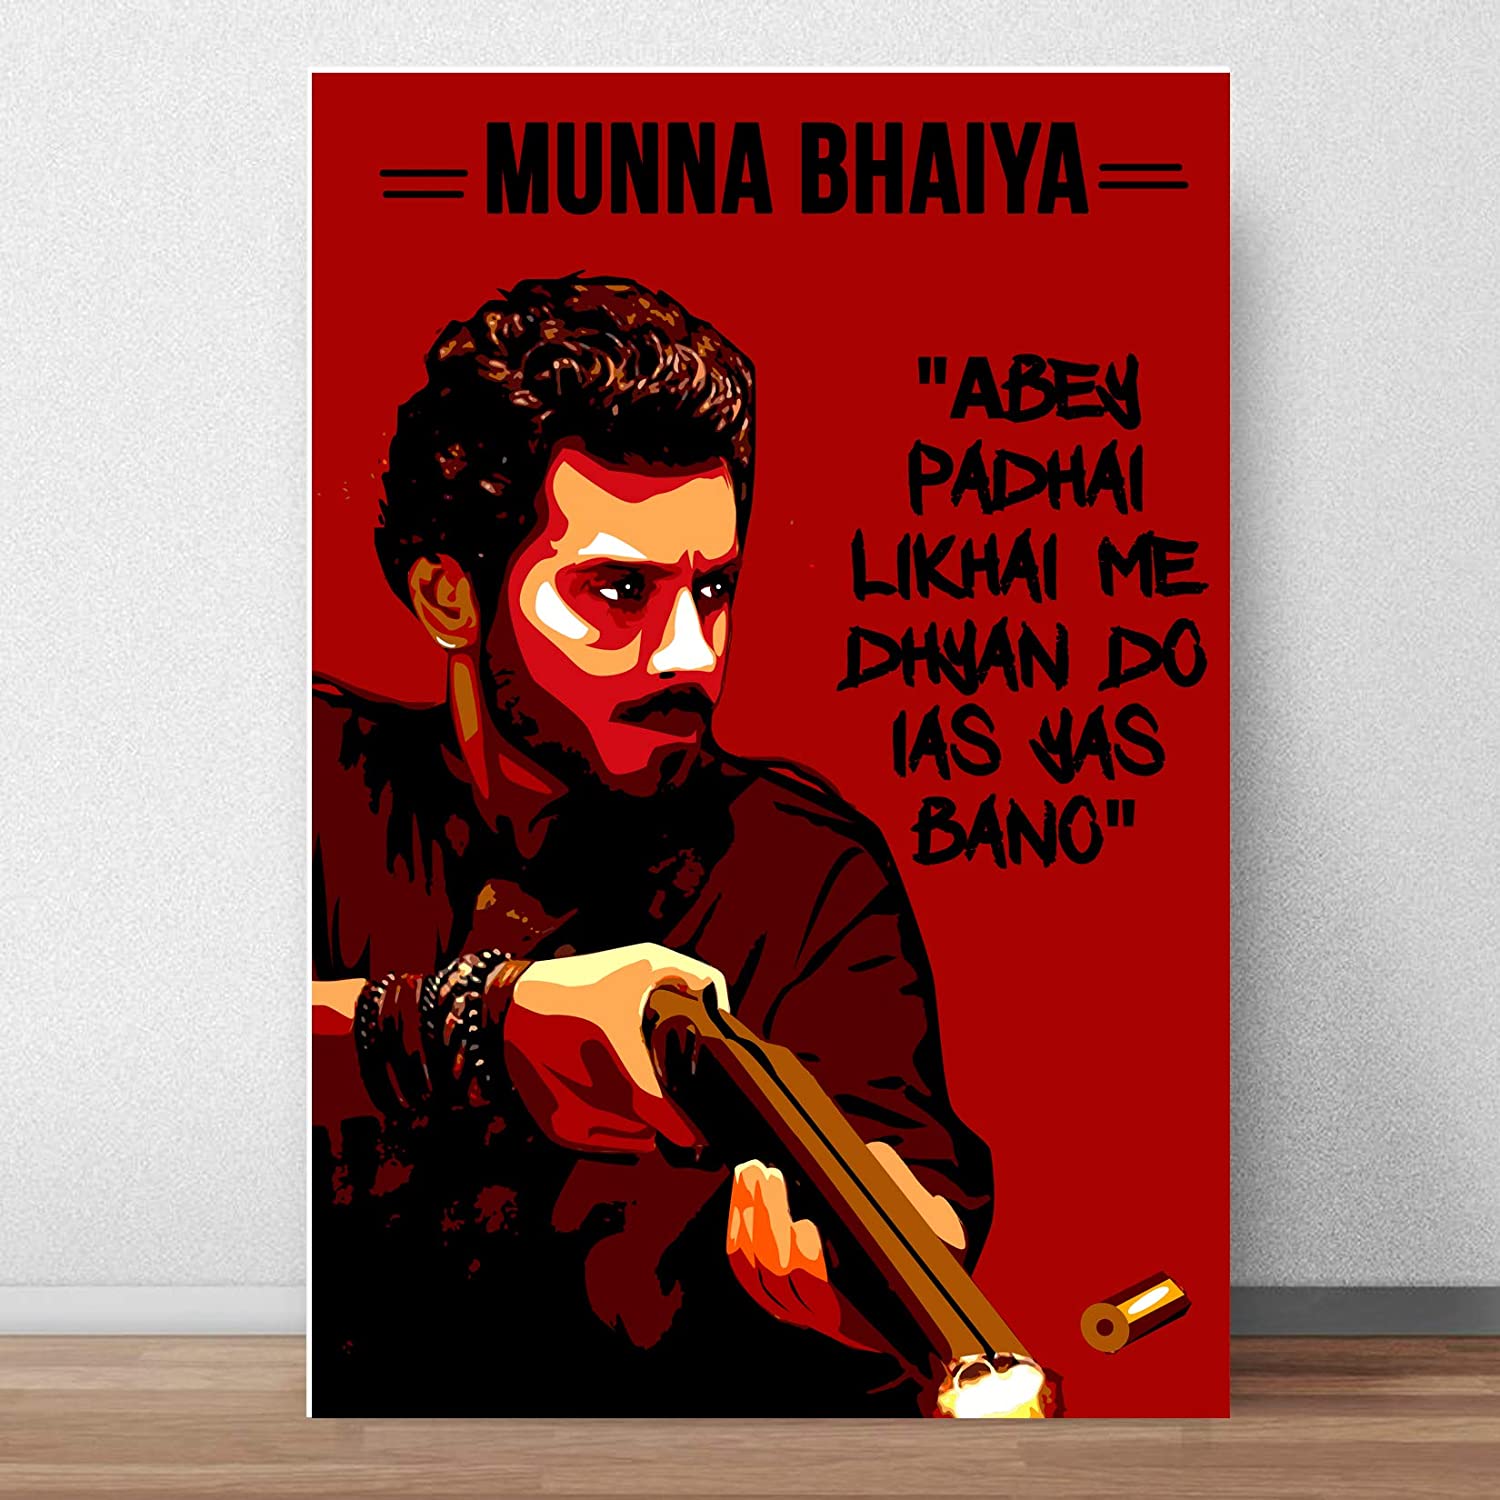 MUNNA BHAIYA
"ABEY
PADHAI
LIKHAI ME
DHYAN DO
IAS YAS
BANO"